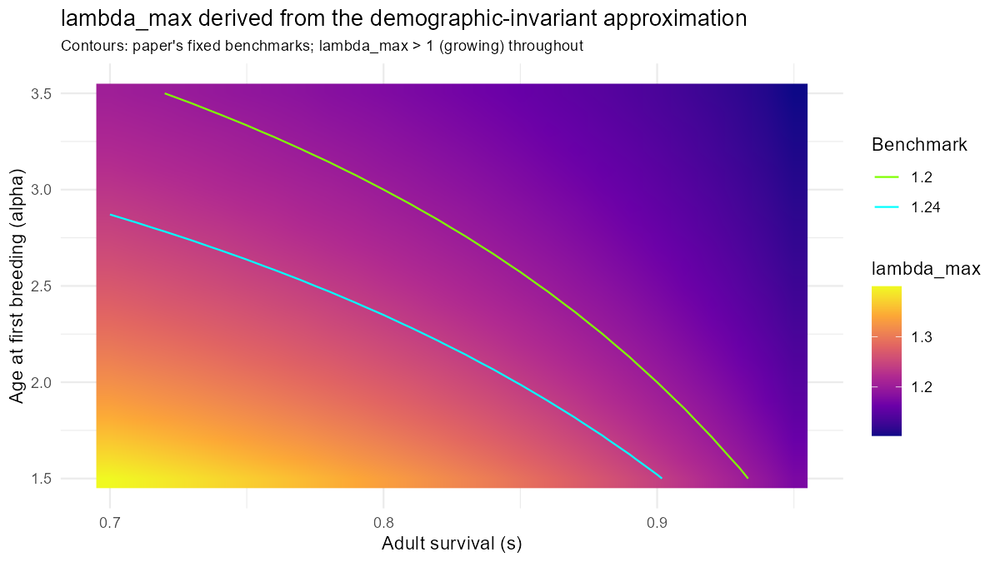 lambda_max derived from the demographic-invariant approximation
Contours: paper's fixed benchmarks; lambda_max > 1 (growing) throughout
Age at first breeding (alpha)
3.5
3.0
2.5
2.0
1.5
0.7
0.8
0.9
Adult survival (s)
Benchmark
1.2
1.24
lambda_max
1.3
1.2